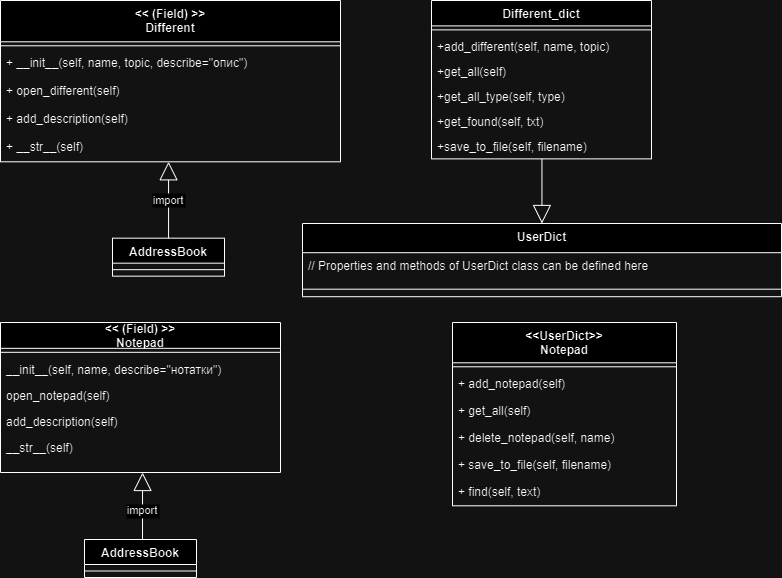 << (Field) >>
Different
+ __init__(self, name, topic, describe="опис")
+ open_different(self)
+ add_description(self)
+ __str__(self)
import
AddressBook
Different_dict
+add_different(self, name, topic)
+get_all(self)
+get_all_type(self, type)
+get_found(self, txt)
+save_to_file(self, filename)
UserDict
// Properties and methods of UserDict class can be defined here
<< (Field) >>
Notepad
__init__(self, name, describe="нотатки")
open_notepad(self)
add_description(self)
__str__(self)
import
AddressBook
<<UserDict>>
Notepad
+ add_notepad(self)
+ get_all(self)
+ delete_notepad(self, name)
+ save_to_file(self, filename)
+ find(self, text)